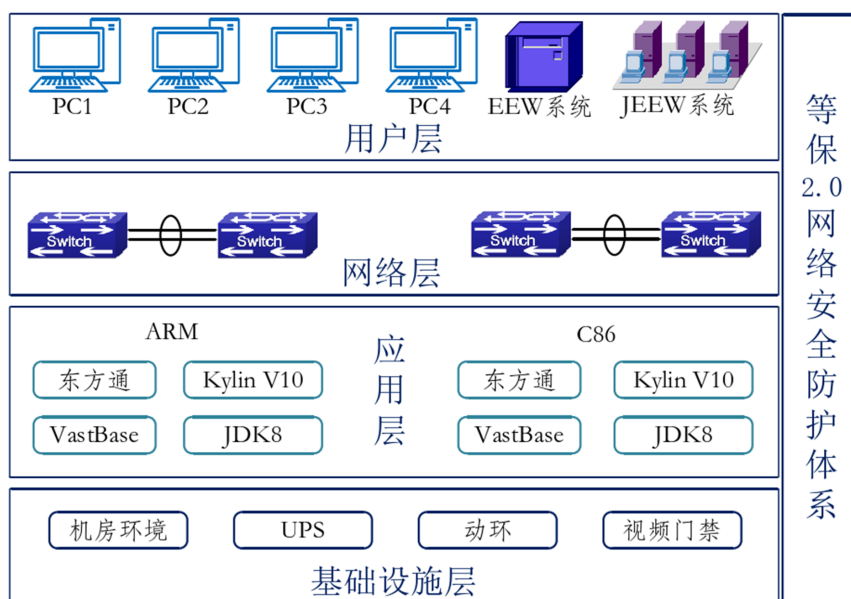 PC1 PC2 PC3 PC4 EEW系统 JEEW系统
用户层
Switch Switch Switch Switch
网络层
ARM C86
应用层
东方通 Kylin V10 东方通 Kylin V10
VastBase JDK8 VastBase JDK8
机房环境 UPS 动环 视频门禁
基础设施层
等保2.0网络安全防护体系